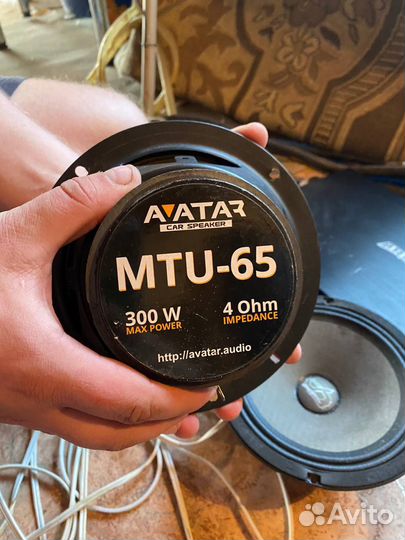 AVATAR
CAR SPEAKER
MTU-65
300 W
MAX POWER
4 Ohm
IMPEDANCE
http://avatar.audio
Avito